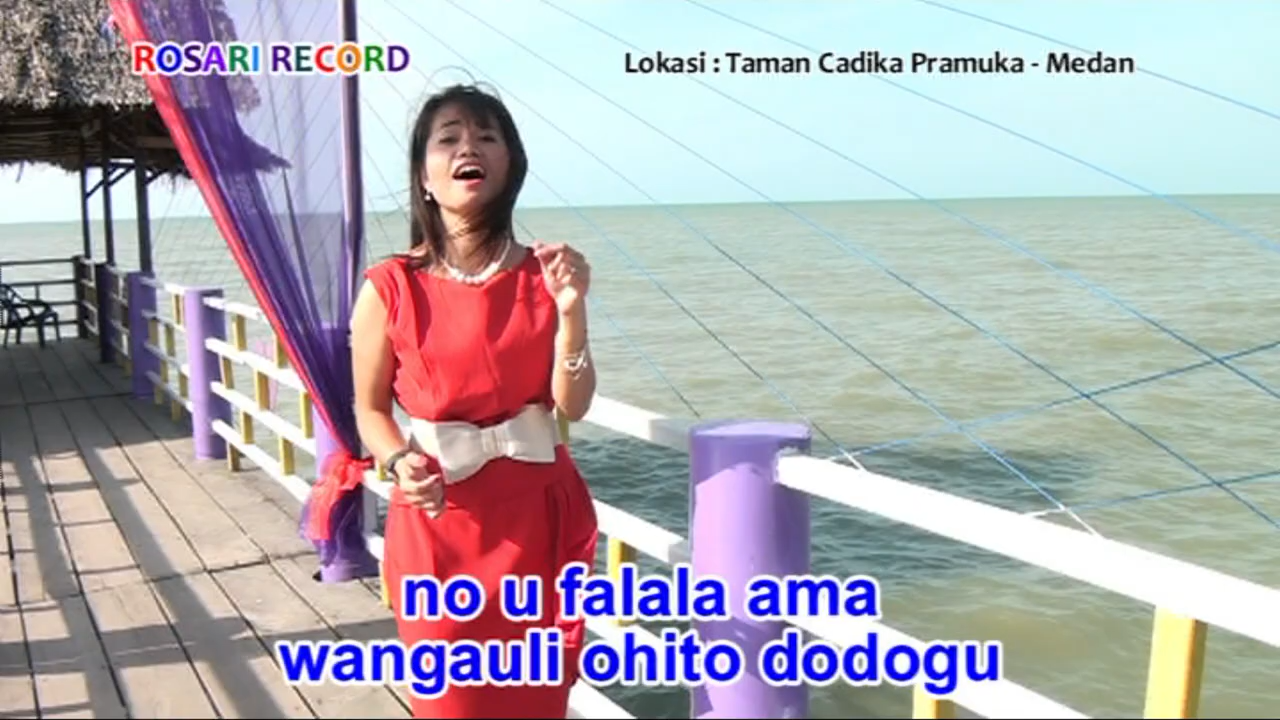 ROSARI RECORD
Lokasi : Taman Cadika Pramuka - Medan
no u falala ama
wangauli ohito dodogu